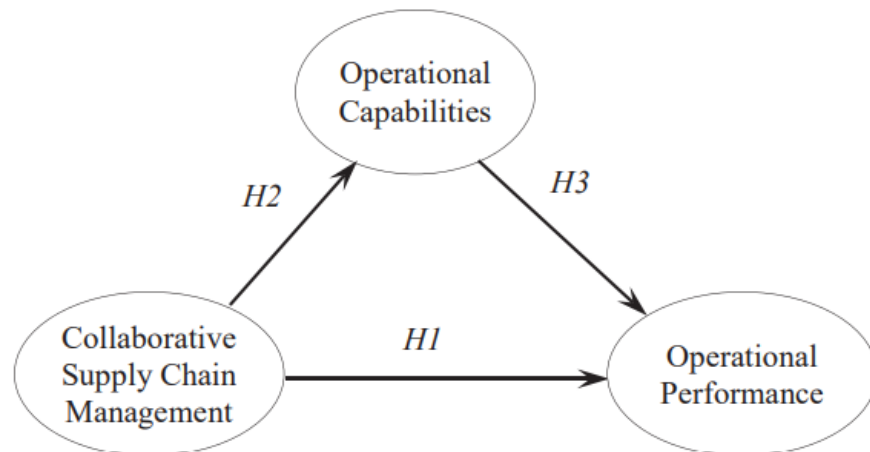 Operational
Capabilities
H2
H3
Collaborative
Supply Chain
Management
H1
Operational
Performance